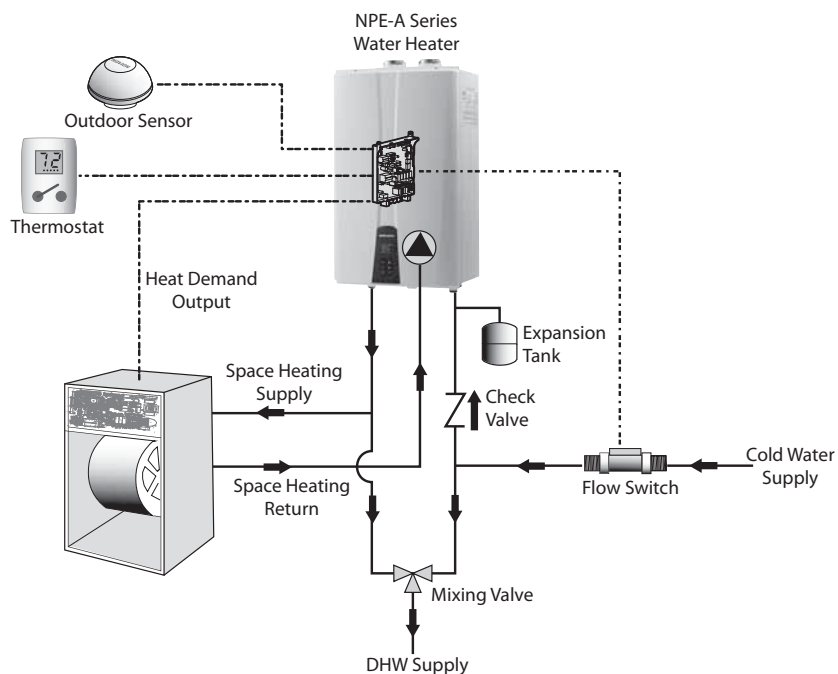 NPE-A Series
Water Heater
Outdoor Sensor
72
Thermostat
Heat Demand
Output
Expansion
Tank
Space Heating
Supply
Check
Valve
Cold Water
Supply
Flow Switch
Space Heating
Return
Mixing Valve
DHW Supply